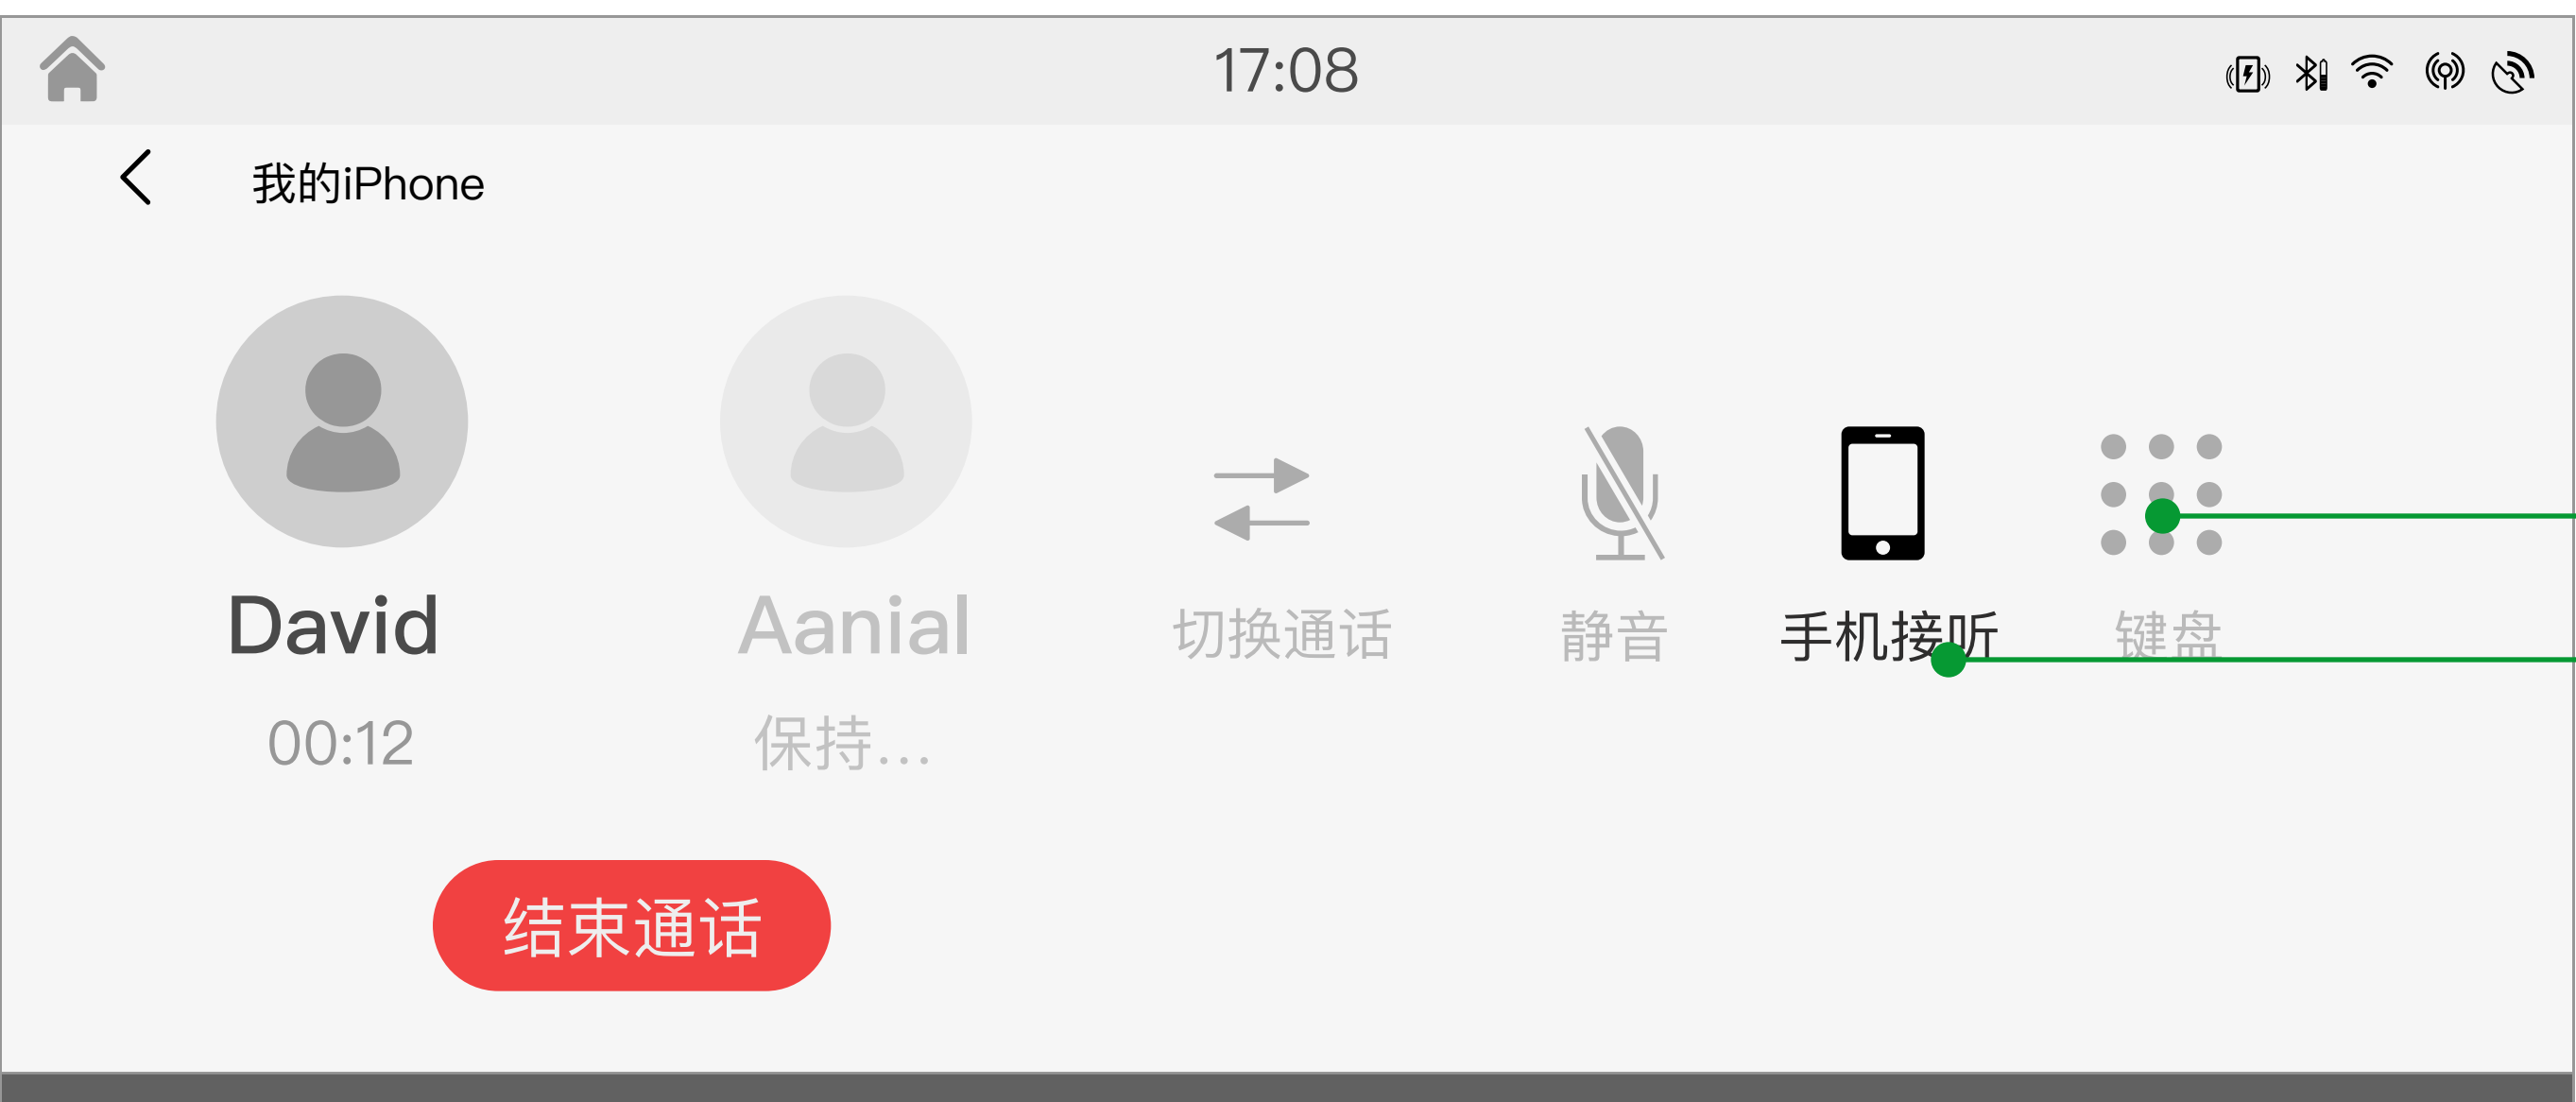 17:08
我的iPhone
David
Aanial
切换通话
静音
手机接听
键盘
00:12
保持...
结束通话